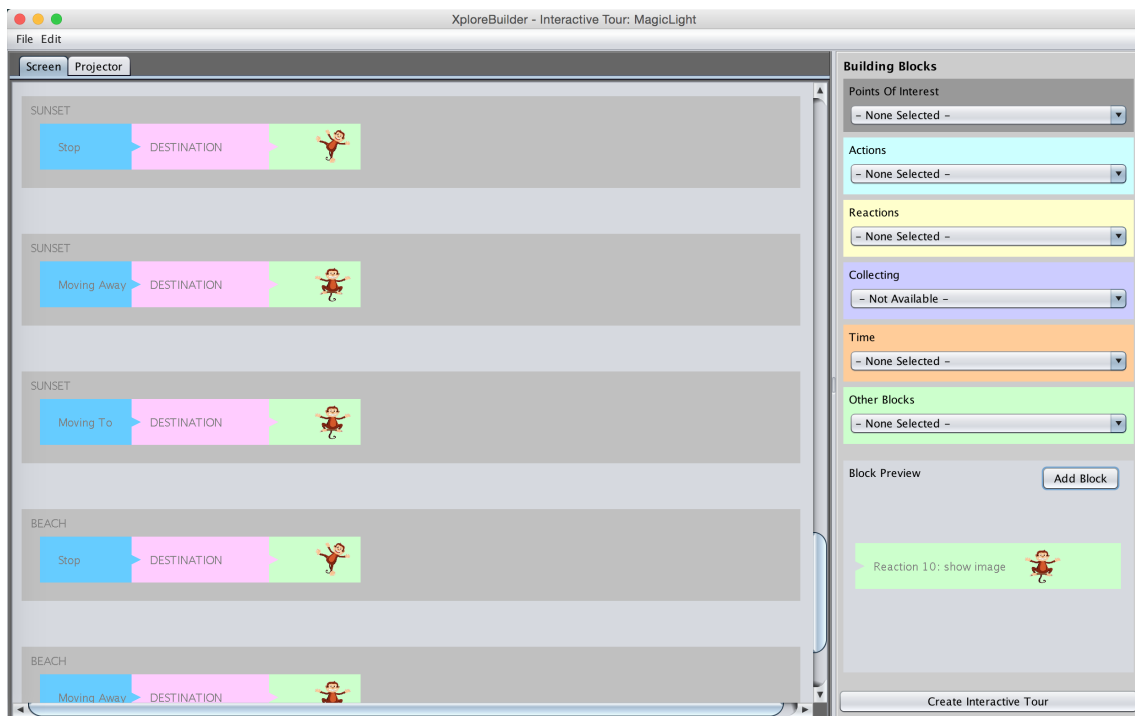 XploreBuilder - Interactive Tour: MagicLight
File Edit
Screen Projector
SUNSET
Stop DESTINATION
SUNSET
Moving Away DESTINATION
SUNSET
Moving To DESTINATION
BEACH
Stop DESTINATION
BEACH
Moving Away DESTINATION
Building Blocks
Points Of Interest
- None Selected -
Actions
- None Selected -
Reactions
- None Selected -
Collecting
- Not Available -
Time
- None Selected -
Other Blocks
- None Selected -
Block Preview Add Block
Reaction 10: show image
Create Interactive Tour